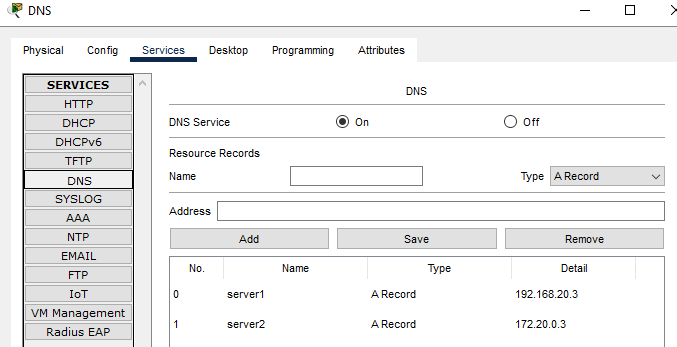 DNS
Physical Config Services Desktop Programming Attributes
SERVICES
HTTP
DHCP
DHCPv6
TFTP
DNS
SYSLOG
AAA
NTP
EMAIL
FTP
IoT
VM Management
Radius EAP
DNS
DNS Service On Off
Resource Records
Name Type A Record
Address
Add Save Remove
No. Name Type Detail
0 server1 A Record 192.168.20.3
1 server2 A Record 172.20.0.3